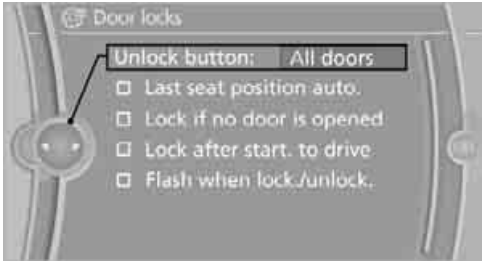 Door locks
Unlock button: All doors
Last seat position auto.
Lock if no door is opened
Lock after start. to drive
Flash when lock./unlock.